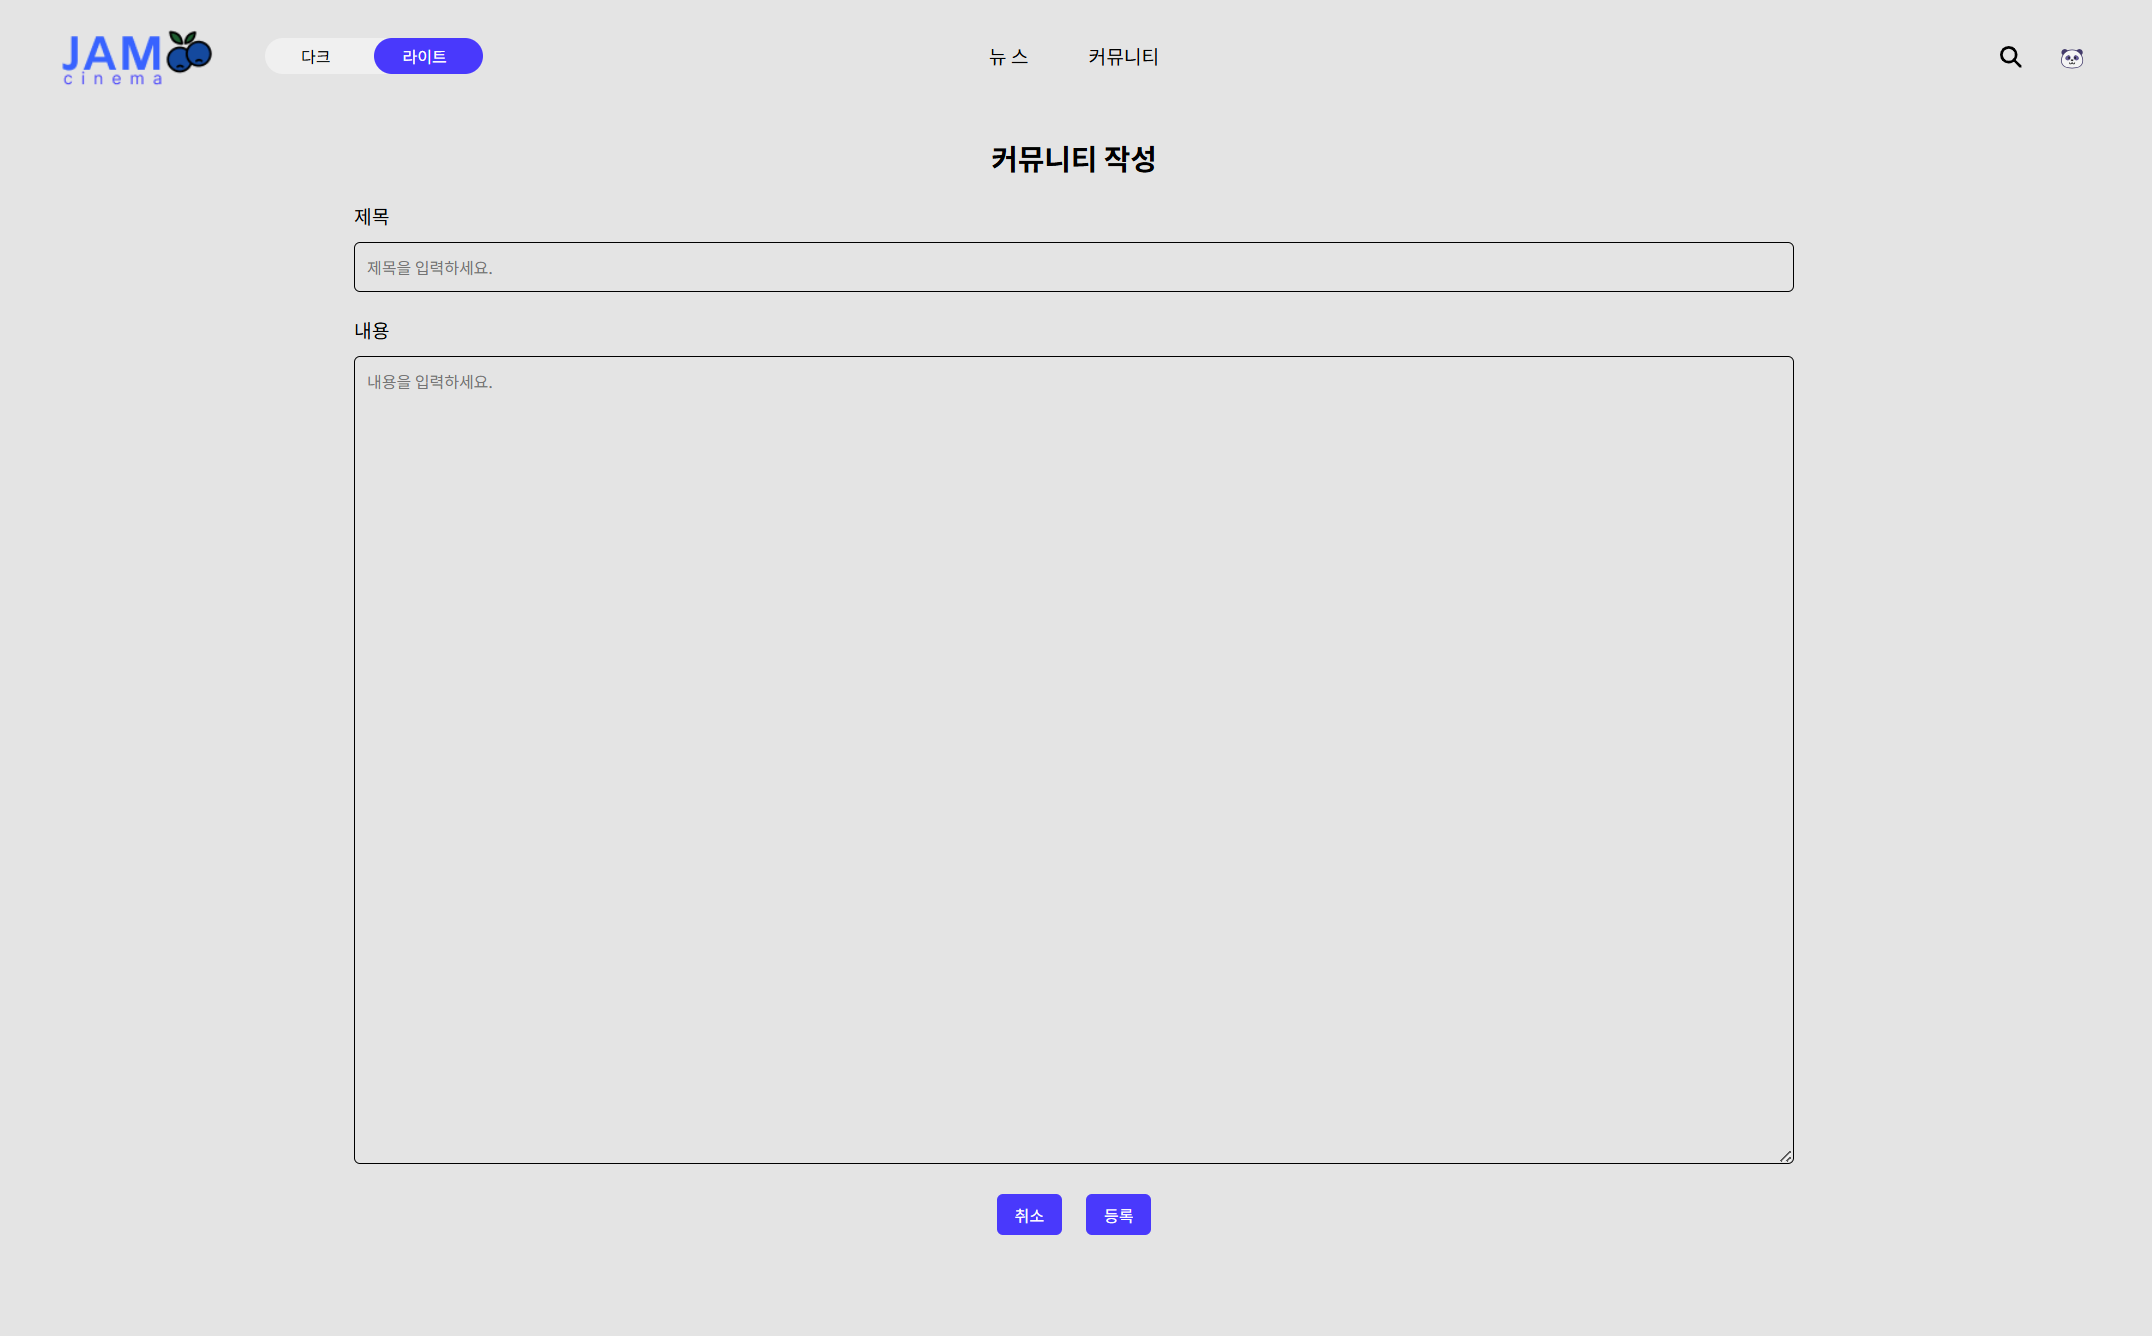 JAM
cinema
다크 라이트
뉴 스 커뮤니티
커뮤니티 작성
제목
제목을 입력하세요.
내용
내용을 입력하세요.
취소 등록